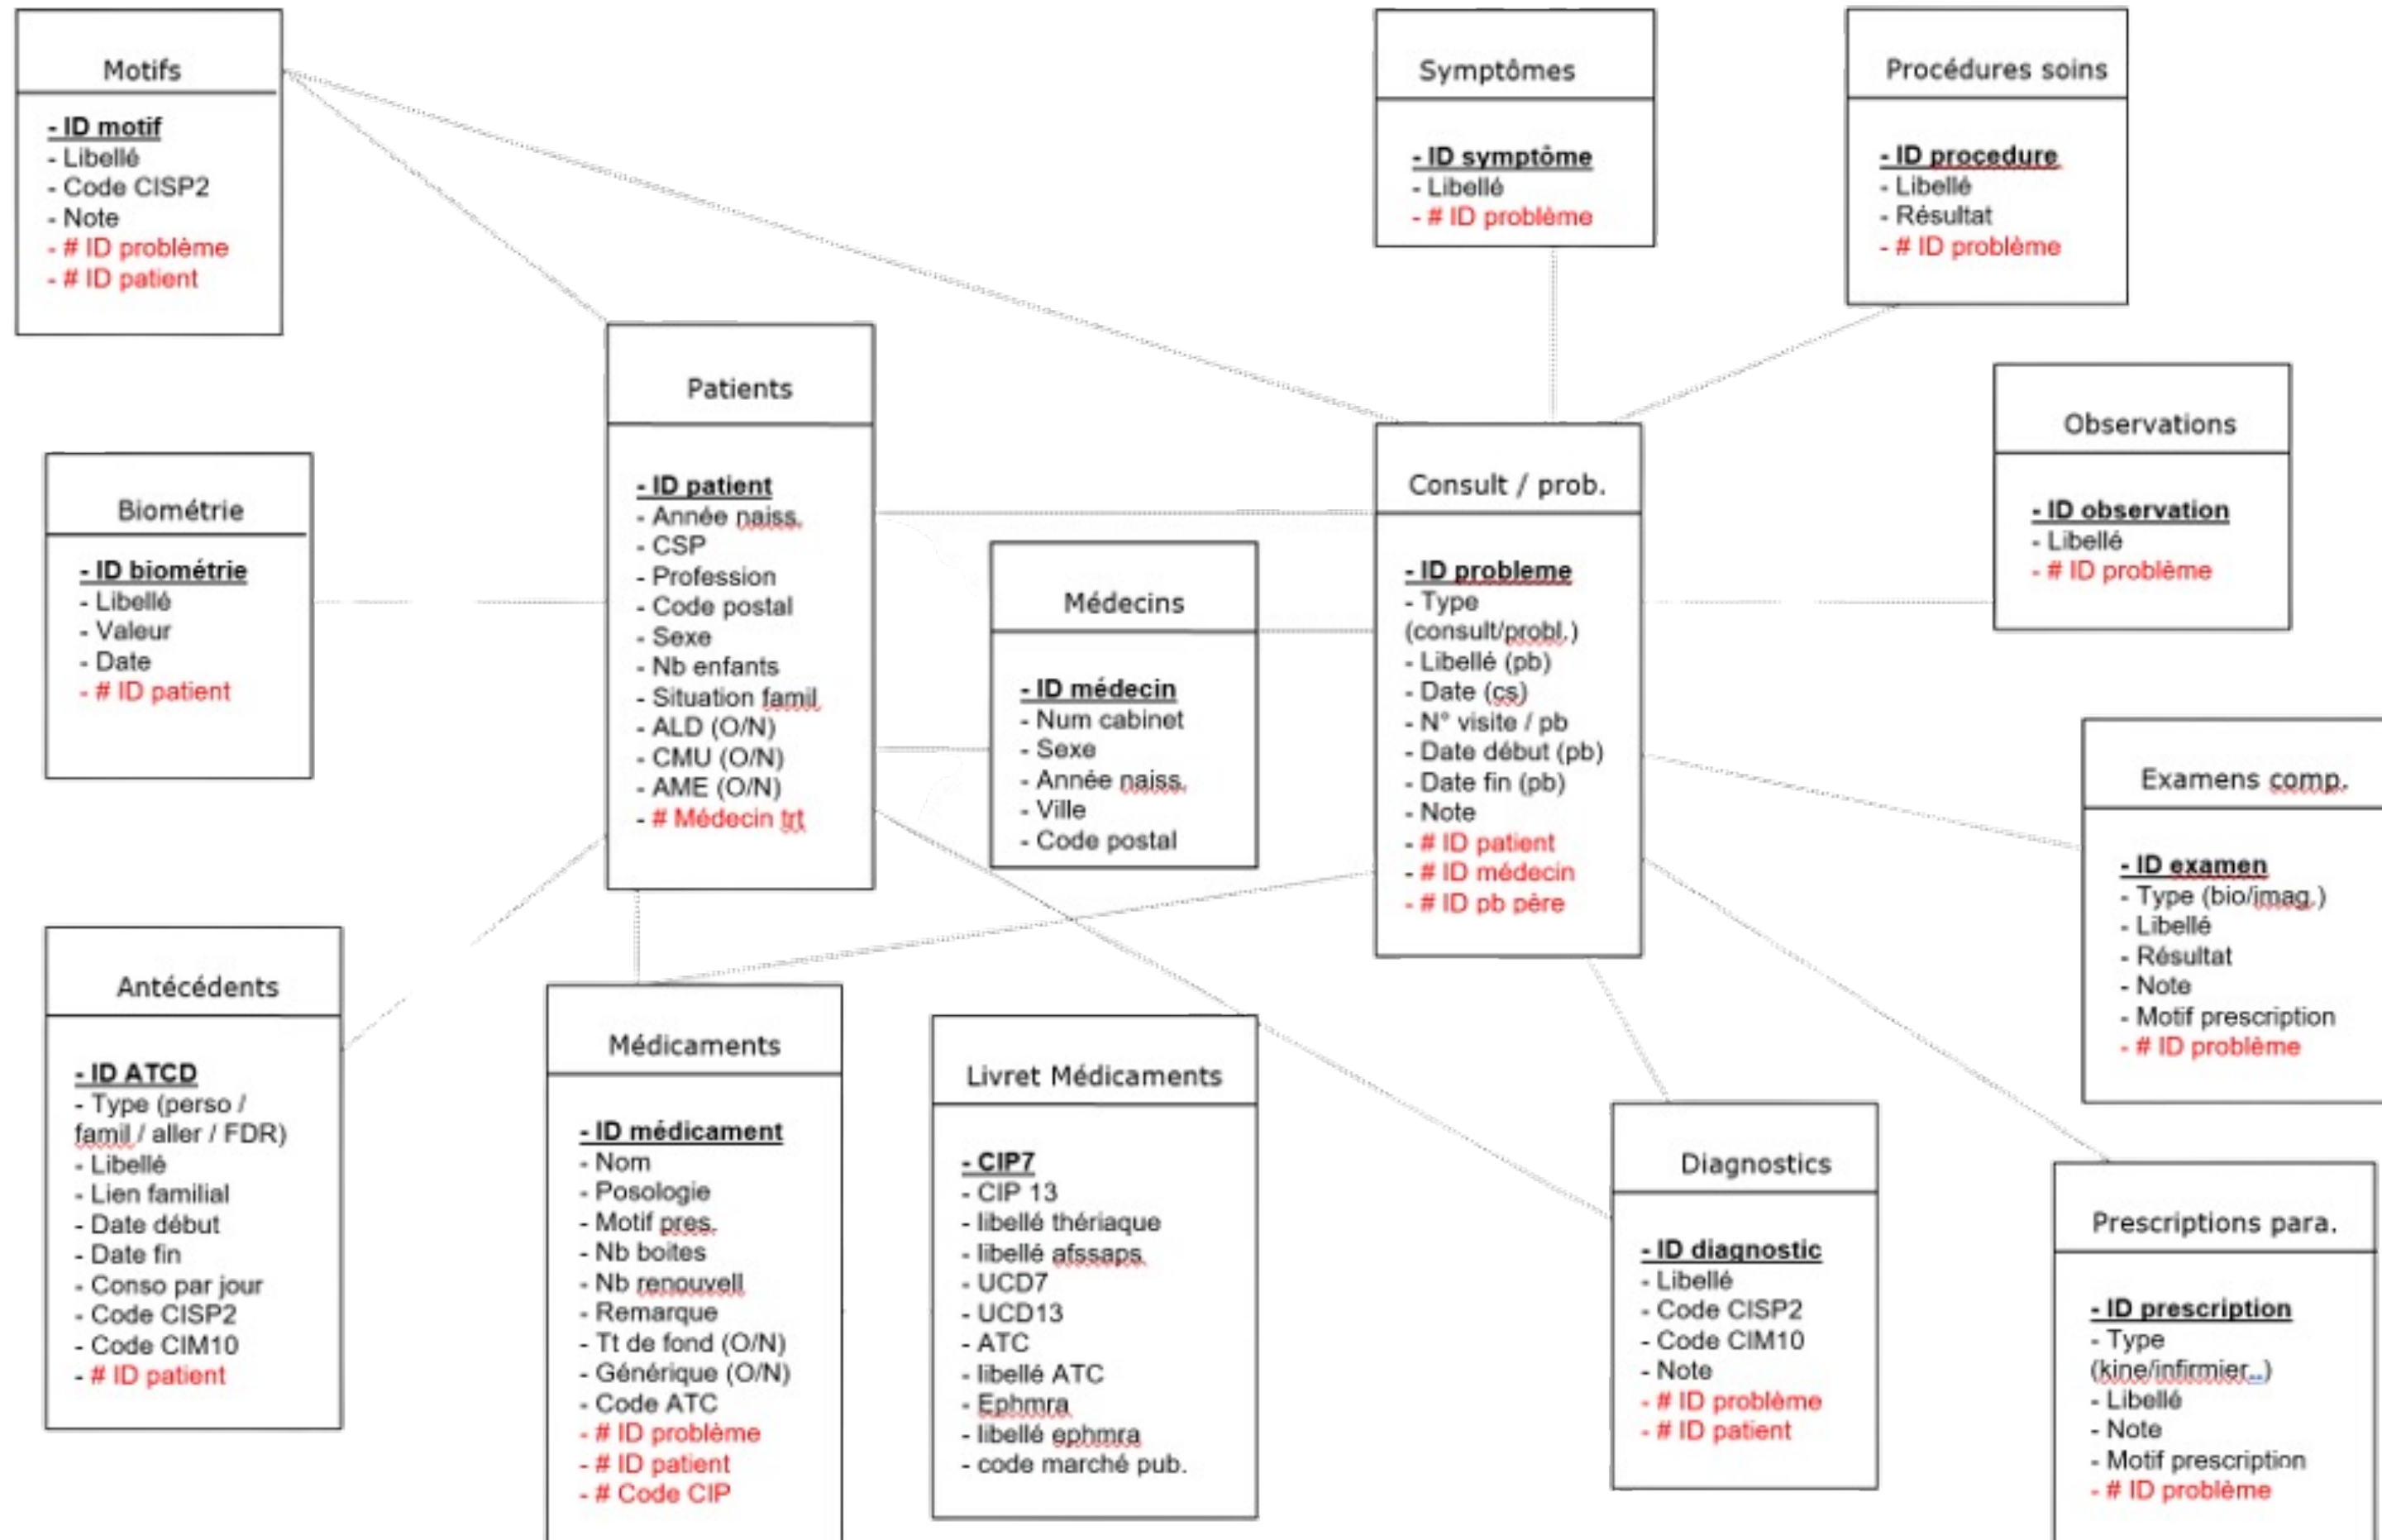 Motifs
- ID motif
- Libellé
- Code CISP2
- Note
- # ID problème
- # ID patient
Symptômes
- ID symptôme
- Libellé
- # ID problème
Procédures soins
- ID procedure
- Libellé
- Résultat
- # ID problème
Patients
- ID patient
- Année naiss.
- CSP
- Profession
- Code postal
- Sexe
- Nb enfants
- Situation famil
- ALD (O/N)
- CMU (O/N)
- AME (O/N)
- # Médecin trt
Consult / prob.
- ID probleme
- Type
(consult/probl.)
- Libellé (pb)
- Date (cs)
- N° visite / pb
- Date début (pb)
- Date fin (pb)
- Note
- # ID patient
- # ID médecin
- # ID pb père
Observations
- ID observation
- Libellé
- # ID problème
Biométrie
- ID biométrie
- Libellé
- Valeur
- Date
- # ID patient
Médecins
- ID médecin
- Num cabinet
- Sexe
- Année naiss.
- Ville
- Code postal
Examens comp.
- ID examen
- Type (bio/imag.)
- Libellé
- Résultat
- Note
- Motif prescription
- # ID problème
Antécédents
- ID ATCD
- Type (perso /
famil / aller / FDR)
- Libellé
- Lien familial
- Date début
- Date fin
- Conso par jour
- Code CISP2
- Code CIM10
- # ID patient
Médicaments
- ID médicament
- Nom
- Posologie
- Motif pres.
- Nb boites
- Nb renouvell
- Remarque
- Tt de fond (O/N)
- Générique (O/N)
- Code ATC
- # ID problème
- # ID patient
- # Code CIP
Livret Médicaments
- CIP7
- CIP 13
- libellé thériaque
- libellé afssaps
- UCD7
- UCD13
- ATC
- libellé ATC
- Ephmra
- libellé ephmra
- code marché pub.
Diagnostics
- ID diagnostic
- Libellé
- Code CISP2
- Code CIM10
- Note
- # ID problème
- # ID patient
Prescriptions para.
- ID prescription
- Type
(kine/infirmier...)
- Libellé
- Note
- Motif prescription
- # ID problème